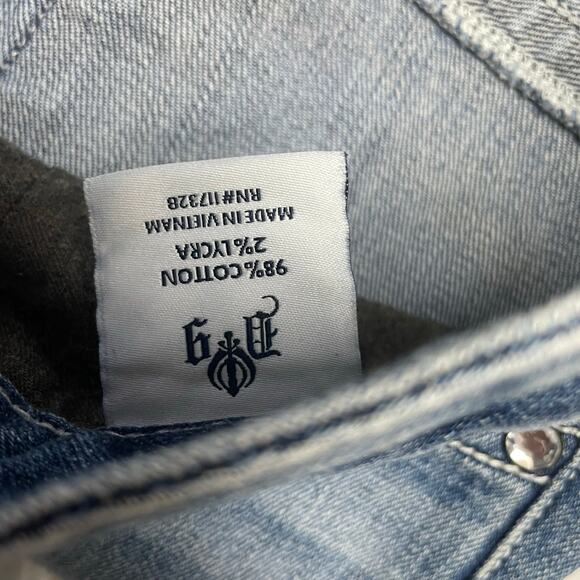 98% COTTON
2% LYCRA
MADE IN VIETNAM
RN#117328